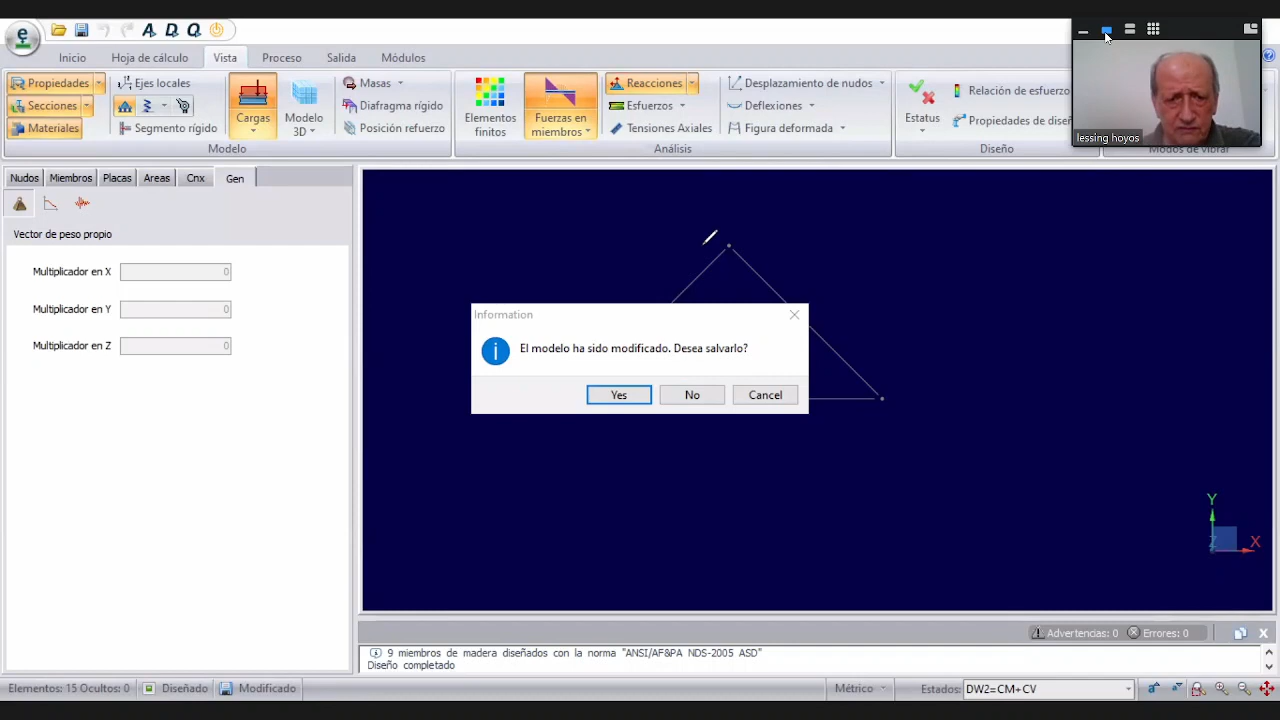 A D Q
Inicio Hoja de cálculo Vista Proceso Salida Módulos
Propiedades Ejes locales Cargas Modelo 3D Masas Elementos finitos Fuerzas en miembros Reacciones Desplazamiento de nudos Estatus Relación de esfuerzo
Secciones Diafragma rígido Esfuerzos Deflexiones Propiedades de diseñ
Materiales Segmento rígido Posición refuerzo Tensiones Axiales Figura deformada
lessing hoyos
Modelo Análisis Diseño Modos de vibrar
Nudos Miembros Placas Areas Cnx Gen
Vector de peso propio
Multiplicador en X 0
Multiplicador en Y 0
Multiplicador en Z 0
Information
El modelo ha sido modificado. Desea salvarlo?
Yes No Cancel
Y
Z X
Advertencias: 0 Errores: 0
9 miembros de madera diseñados con la norma "ANSI/AF&PA NDS-2005 ASD"
Diseño completado
Elementos: 15 Ocultos: 0 Diseñado Modificado Métrico Estados: DW2=CM+CV